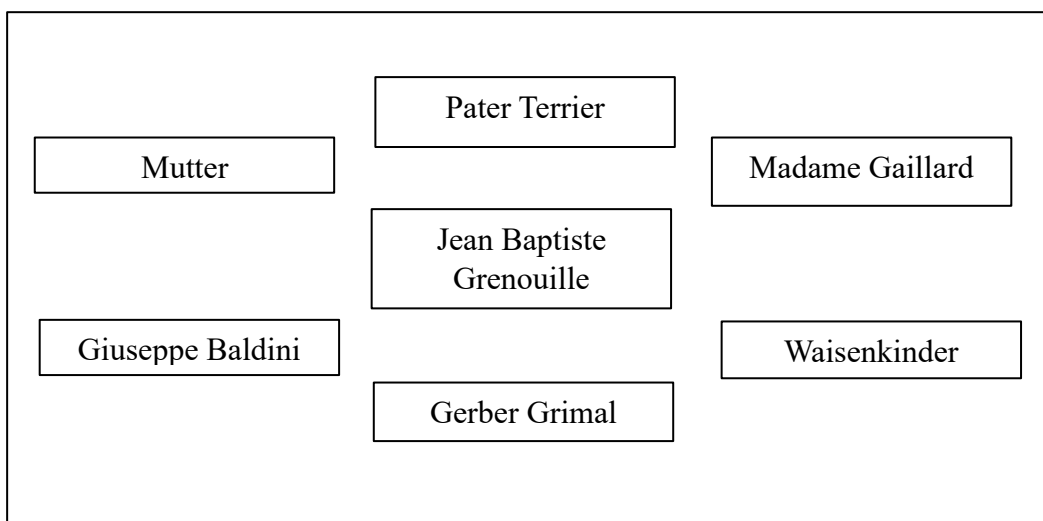 Pater Terrier
Mutter
Madame Gaillard
Jean Baptiste
Grenouille
Giuseppe Baldini
Waisenkinder
Gerber Grimal